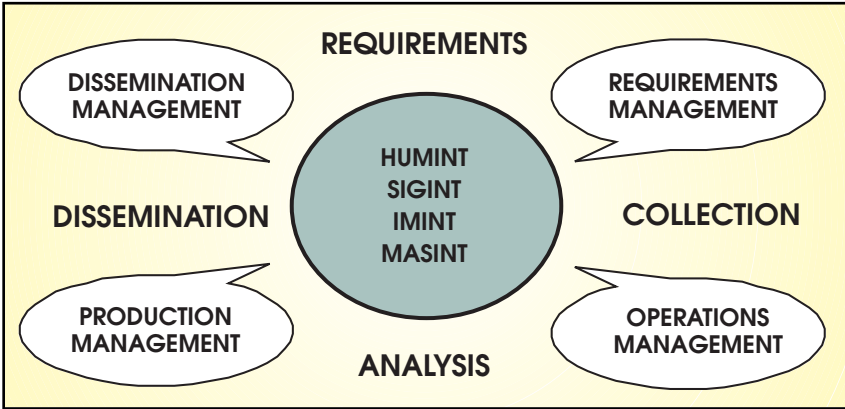 REQUIREMENTS
DISSEMINATION
MANAGEMENT
REQUIREMENTS
MANAGEMENT
HUMINT
SIGINT
IMINT
MASINT
DISSEMINATION
COLLECTION
PRODUCTION
MANAGEMENT
OPERATIONS
MANAGEMENT
ANALYSIS